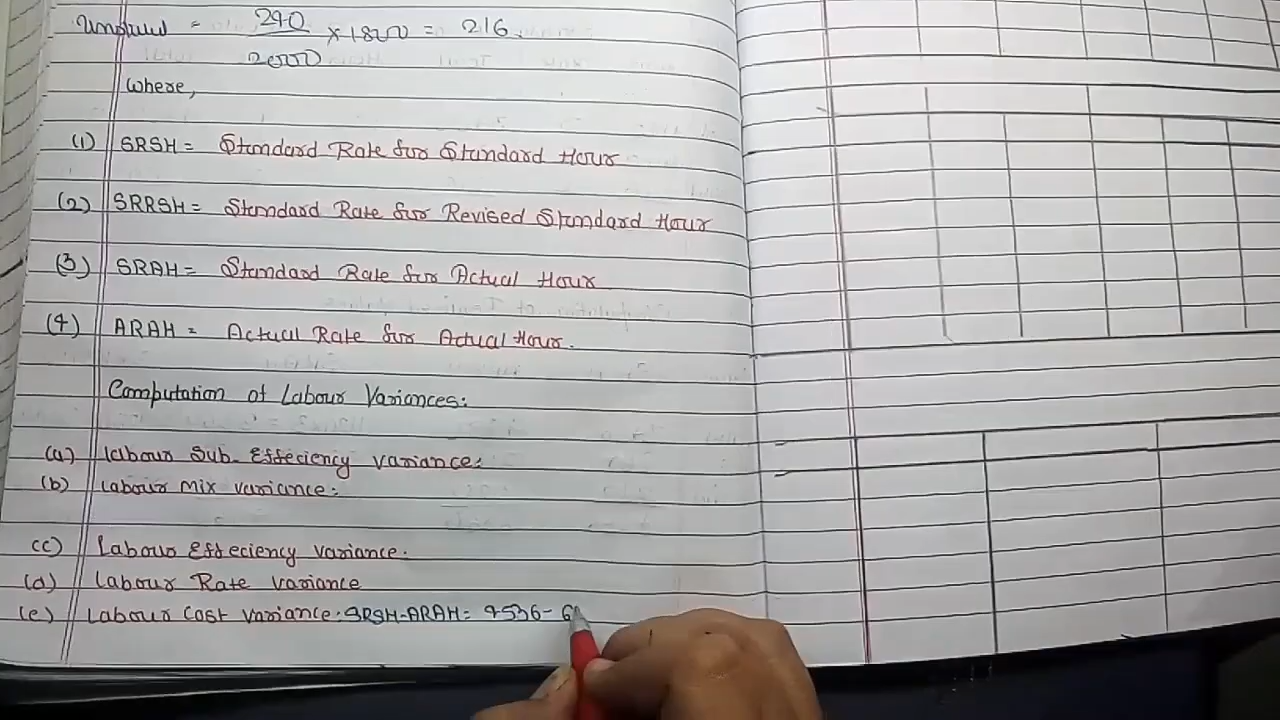 = 240 ×1800 = 216.
2000
where,
(1) SRSH = Standard Rate for Standard Hour
(2) SRRSH = Standard Rate for Revised Standard Hour
(3) SRAH = Standard Rate for Actual Hour
(4) ARAH = Actual Rate for Actual Hour.
Computation of Labour Variances:
(a) Labour Sub. Effeciency variance:
(b) Labour Mix variance:
(c) Labour Effeciency variance.
(d) Labour Rate variance
(e) Labour Cost variance: SRSH-ARAH =